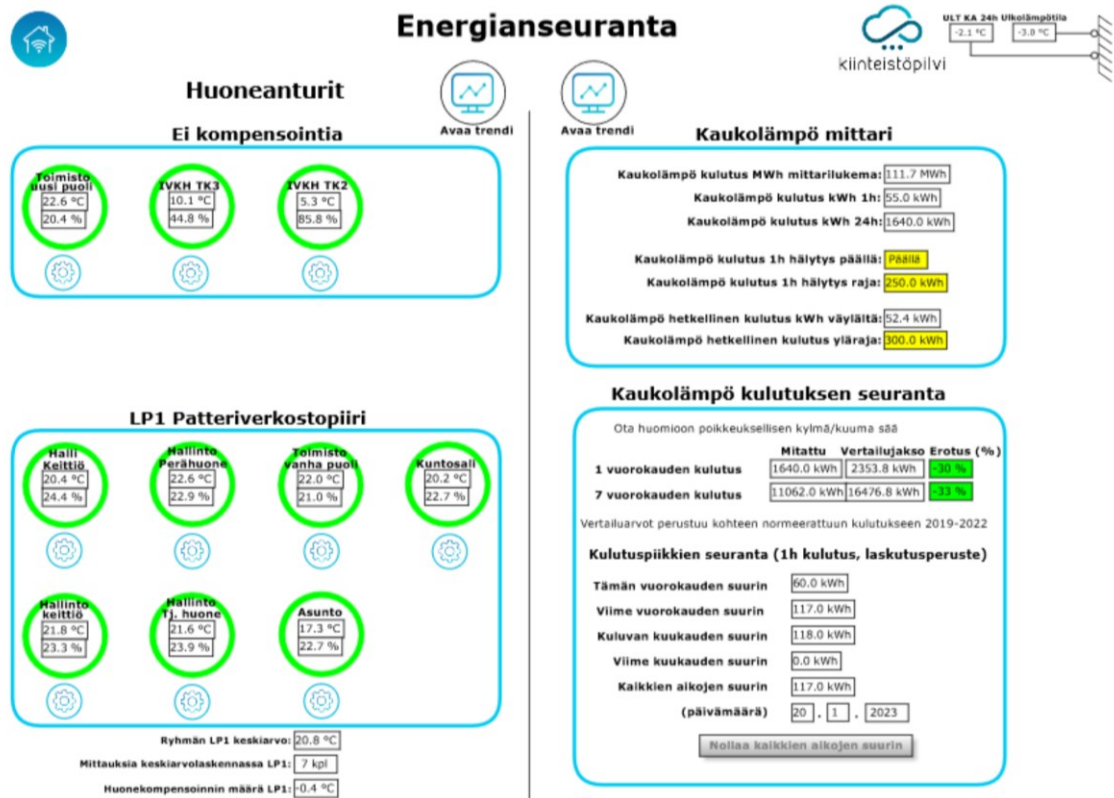 Energianseuranta
kiinteistöpilvi
ULT KA 24h Ulkolämpötila
-2.1 °C -3.0 °C
Huoneanturit
Avaa trendi
Ei kompensointia
Toimisto
uusi puoli
22.6 °C
20.4 %
IVKH TK3
10.1 °C
44.8 %
IVKH TK2
5.3 °C
85.8 %
LP1 Patteriverkostopiiri
Halli
Keittiö
20.4 °C
24.4 %
Hallinto
Perähuone
22.6 °C
22.9 %
Toimisto
vanha puoli
22.0 °C
21.0 %
Kuntosali
20.2 °C
22.7 %
Hallinto
keittiö
21.8 °C
23.3 %
Hallinto
Tj. huone
21.6 °C
23.9 %
Asunto
17.3 °C
22.7 %
Ryhmän LP1 keskiarvo: 20.8 °C
Mittauksia keskiarvolaskennassa LP1: 7 kpl
Huonekompensoinnin määrä LP1: -0.4 °C
Avaa trendi
Kaukolämpö mittari
Kaukolämpö kulutus MWh mittarilukema: 111.7 MWh
Kaukolämpö kulutus kWh 1h: 55.0 kWh
Kaukolämpö kulutus kWh 24h: 1640.0 kWh
Kaukolämpö kulutus 1h hälytys päällä: Päällä
Kaukolämpö kulutus 1h hälytys raja: 250.0 kWh
Kaukolämpö hetkellinen kulutus kWh väylältä: 52.4 kWh
Kaukolämpö hetkellinen kulutus yläraja: 300.0 kWh
Kaukolämpö kulutuksen seuranta
Ota huomioon poikkeuksellisen kylmä/kuuma sää
Mitattu Vertailujakso Erotus (%)
1 vuorokauden kulutus 1640.0 kWh 2353.8 kWh -30 %
7 vuorokauden kulutus 11062.0 kWh 16476.8 kWh -33 %
Vertailuarvot perustuu kohteen normeerattuun kulutukseen 2019-2022
Kulutuspiikkien seuranta (1h kulutus, laskutusperuste)
Tämän vuorokauden suurin 60.0 kWh
Viime vuorokauden suurin 117.0 kWh
Kuluvan kuukauden suurin 118.0 kWh
Viime kuukauden suurin 0.0 kWh
Kaikkien aikojen suurin 117.0 kWh
(päivämäärä) 20 . 1 . 2023
Nollaa kaikkien aikojen suurin